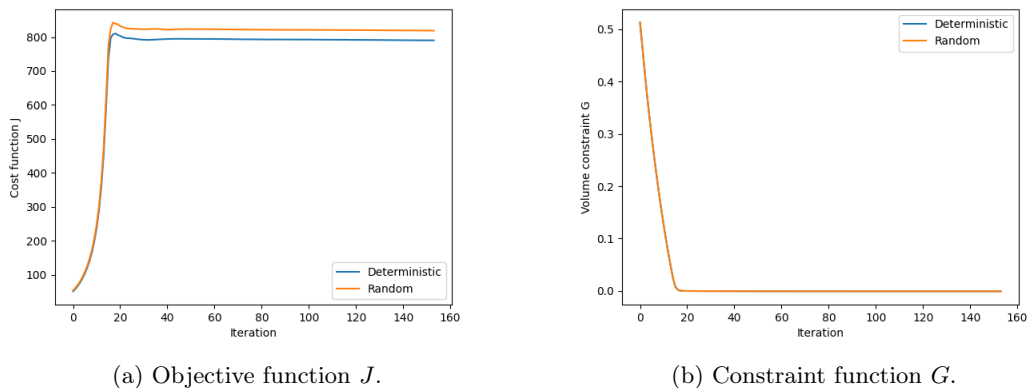 800
700
600
500
400
300
200
100
Cost function J
0 20 40 60 80 100 120 140 160
Iteration
Deterministic
Random
(a) Objective function J.
0.5
0.4
0.3
0.2
0.1
0.0
Volume constraint G
0 20 40 60 80 100 120 140 160
Iteration
Deterministic
Random
(b) Constraint function G.